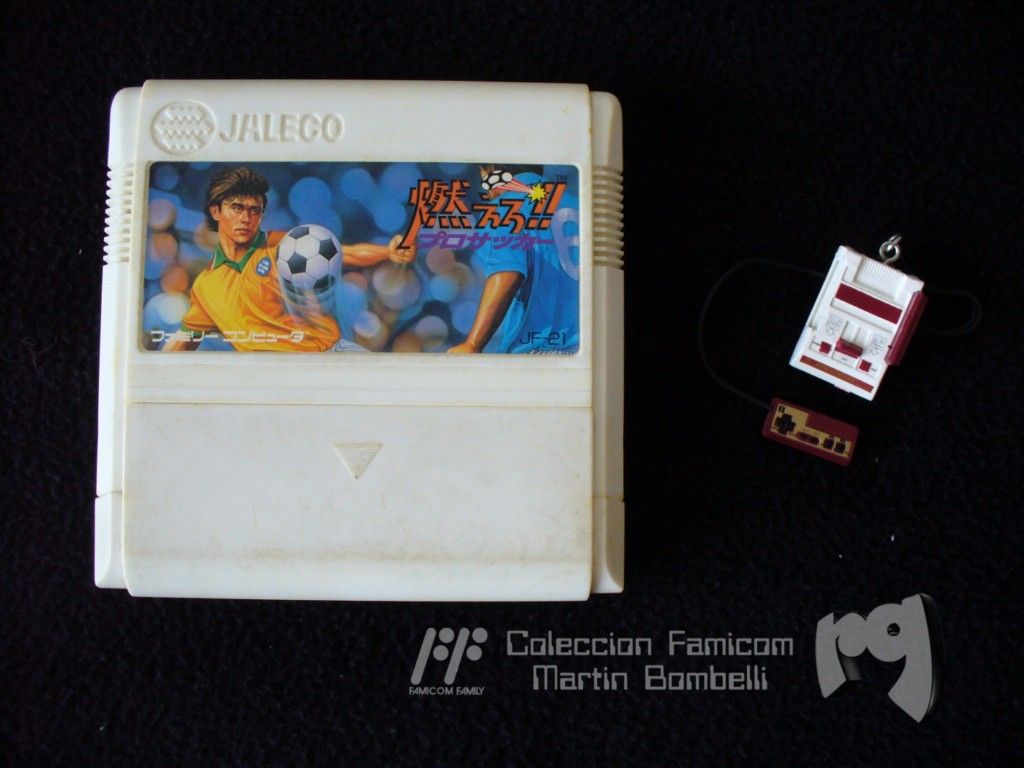 JALECO
燃えろ!!
TM
プロサッカー
ファミリーコンピュータ
JF-21
FAMICOM FAMILY
Coleccion Famicom
Martin Bombelli